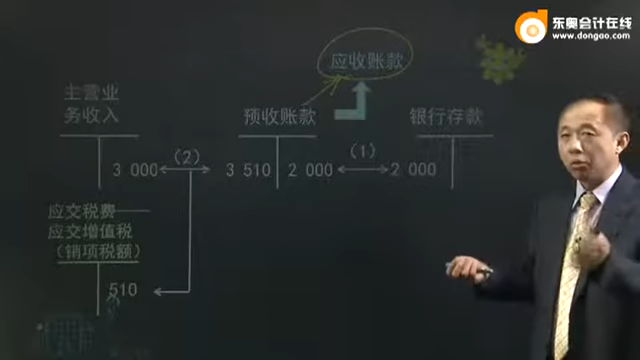 东奥会计在线
www.dongao.com
应收账款
主营业
务收入
预收账款
银行存款
3 000
(2)
3 510
2 000
(1)
2 000
应交税费——
应交增值税
(销项税额)
510